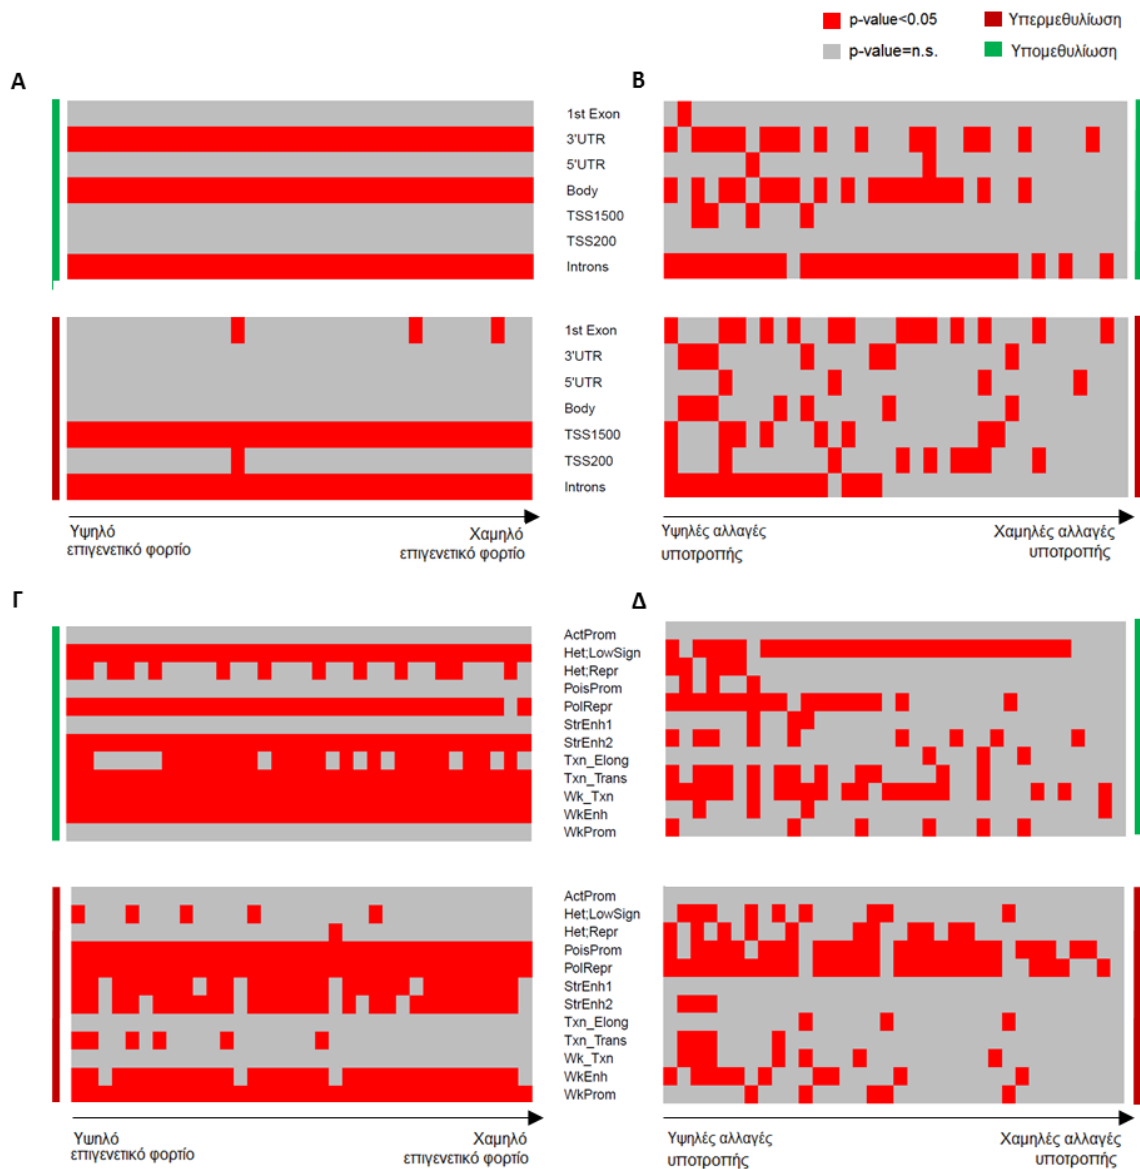 p-value<0.05
Υπερμεθυλίωση
p-value=n.s.
Υπομεθυλίωση
Α
Β
1st Exon
3'UTR
5'UTR
Body
TSS1500
TSS200
Introns
1st Exon
3'UTR
5'UTR
Body
TSS1500
TSS200
Introns
Υψηλό
επιγενετικό φορτίο
Χαμηλό
επιγενετικό φορτίο
Υψηλές αλλαγές
υποτροπής
Χαμηλές αλλαγές
υποτροπής
Γ
Δ
ActProm
Het;LowSign
Het;Repr
PoisProm
PolRepr
StrEnh1
StrEnh2
Txn_Elong
Txn_Trans
Wk_Txn
WkEnh
WkProm
ActProm
Het;LowSign
Het;Repr
PoisProm
PolRepr
StrEnh1
StrEnh2
Txn_Elong
Txn_Trans
Wk_Txn
WkEnh
WkProm
Υψηλό
επιγενετικό φορτίο
Χαμηλό
επιγενετικό φορτίο
Υψηλές αλλαγές
υποτροπής
Χαμηλές αλλαγές
υποτροπής